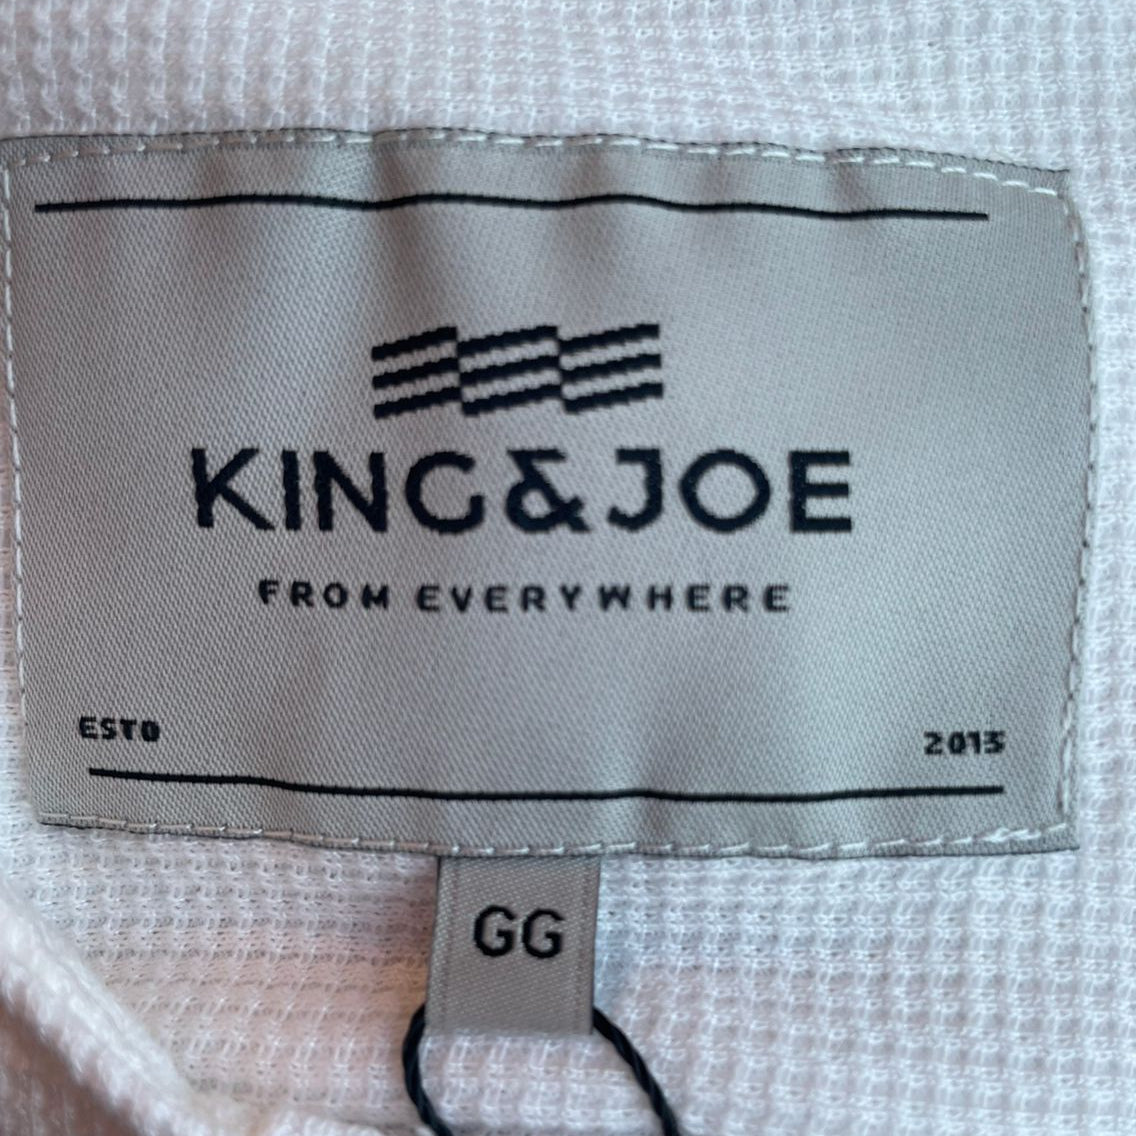 KING&JOE
FROM EVERYWHERE
ESTD 2015
GG